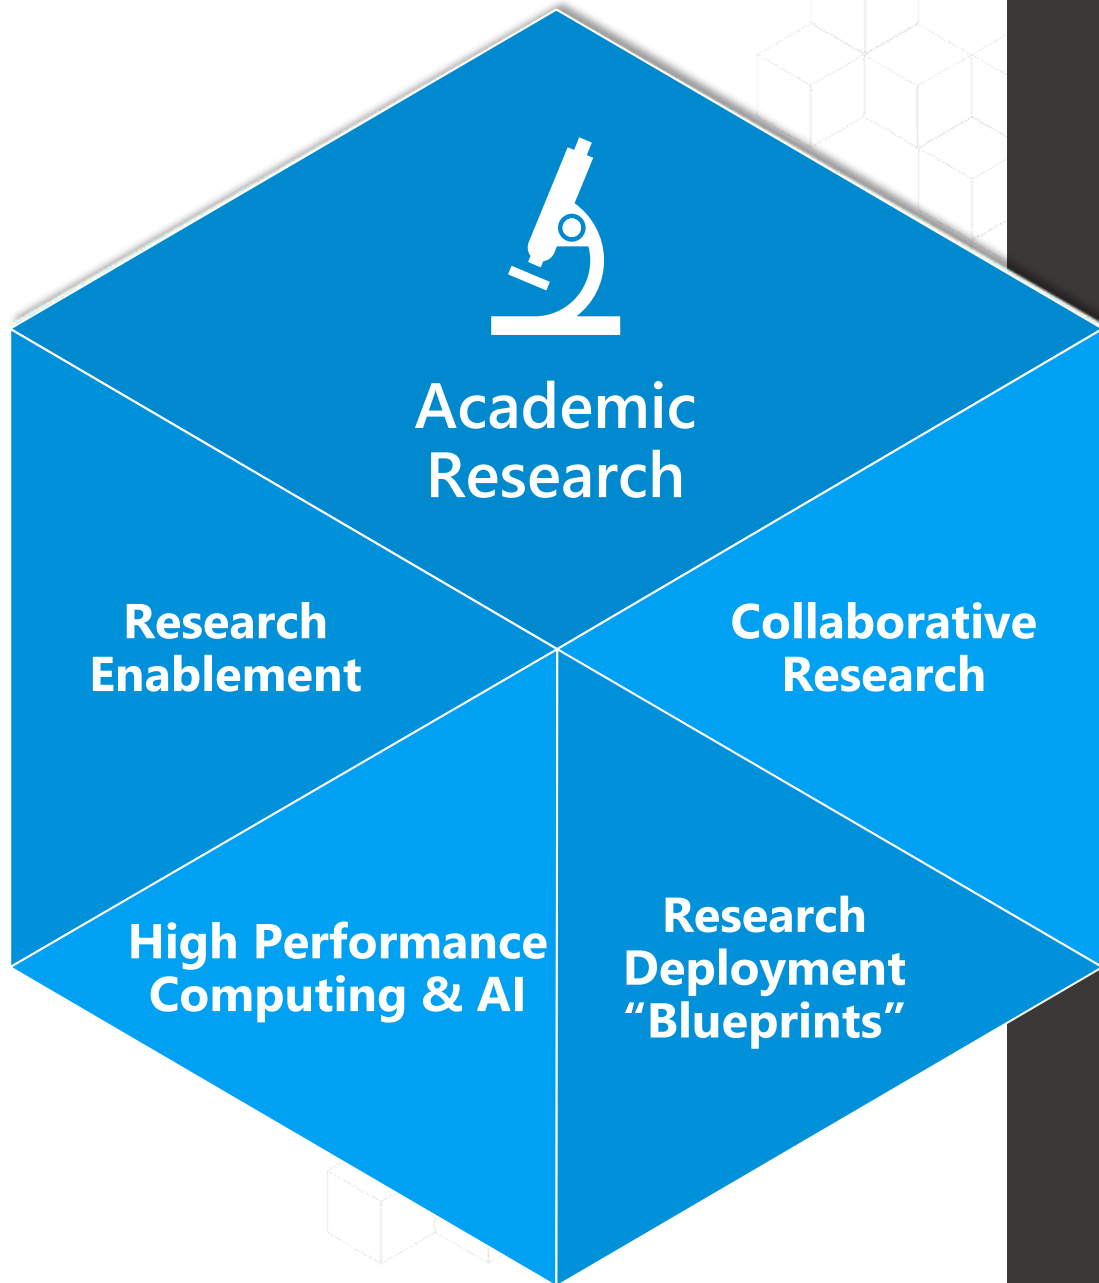 Academic
Research
Research
Enablement
Collaborative
Research
High Performance
Computing & AI
Research
Deployment
“Blueprints”